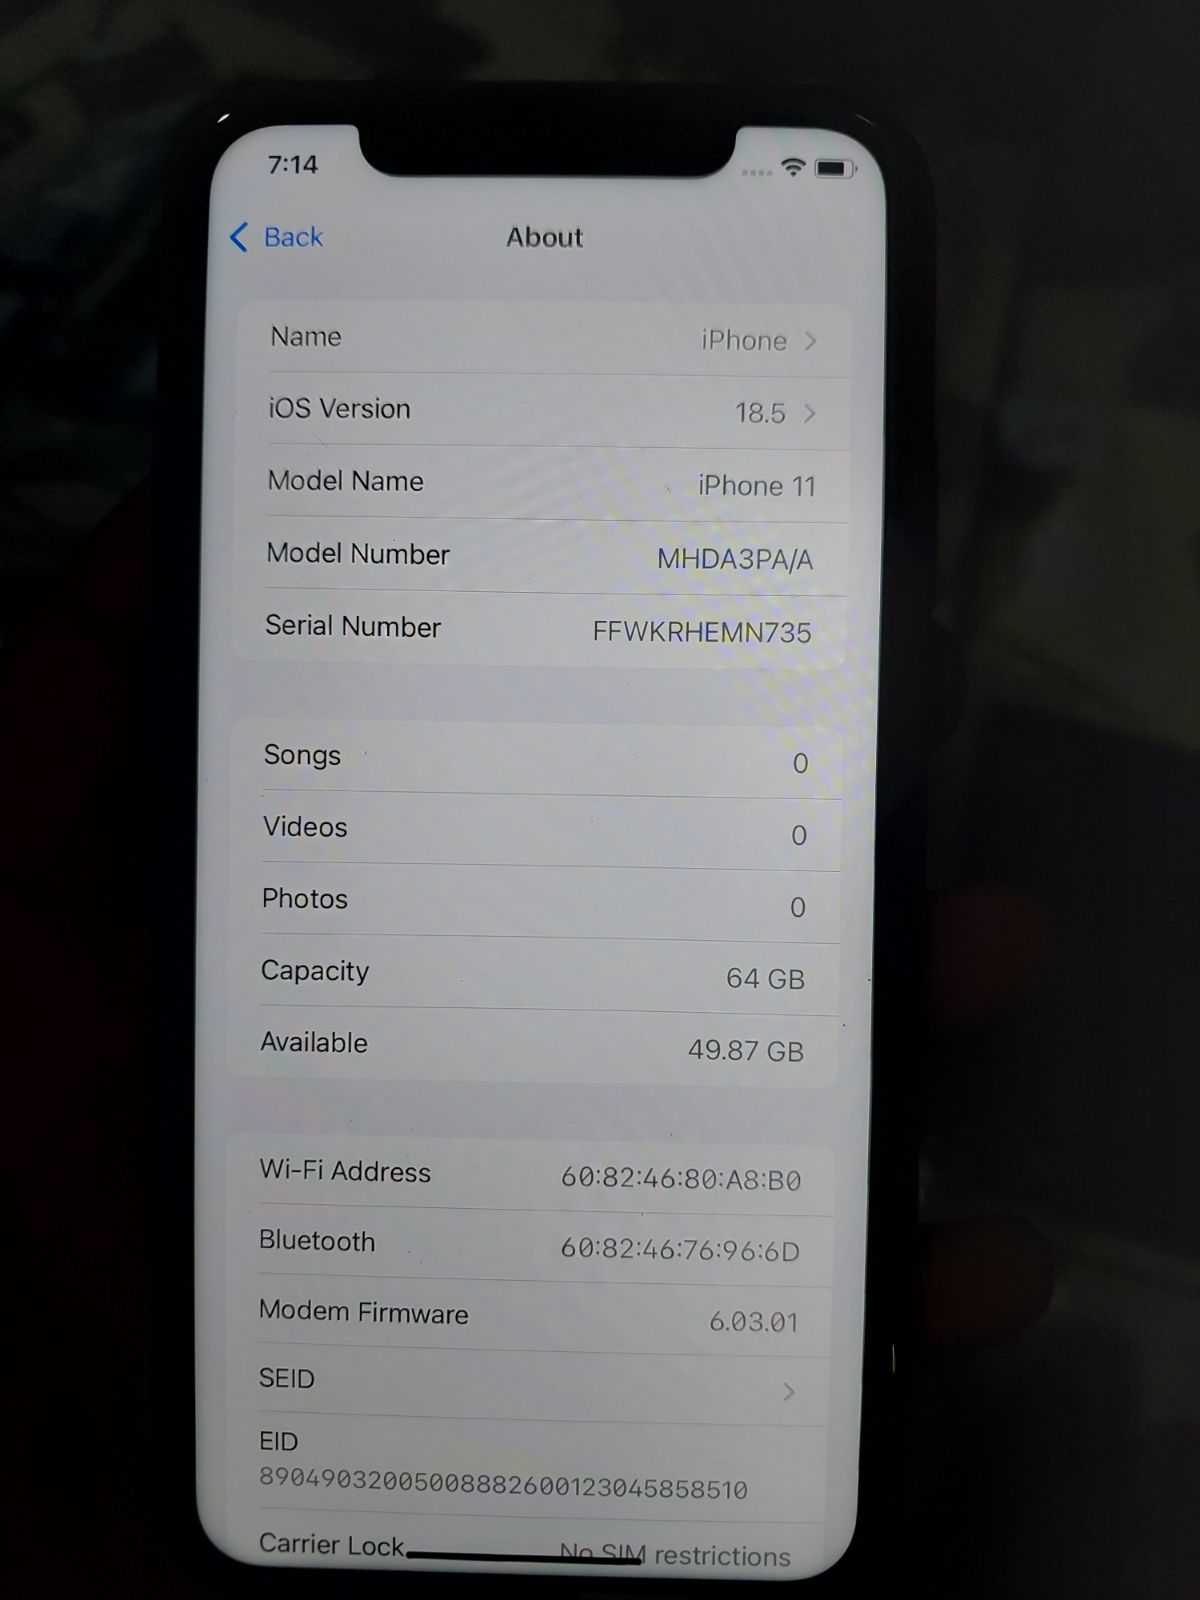 7:14
Back About
Name iPhone
iOS Version 18.5
Model Name iPhone 11
Model Number MHDA3PA/A
Serial Number FFWKRHEMN735
Songs 0
Videos 0
Photos 0
Capacity 64 GB
Available 49.87 GB
Wi-Fi Address 60:82:46:80:A8:B0
Bluetooth 60:82:46:76:96:6D
Modem Firmware 6.03.01
SEID
EID
89049032005008882600123045858510
Carrier Lock No SIM restrictions